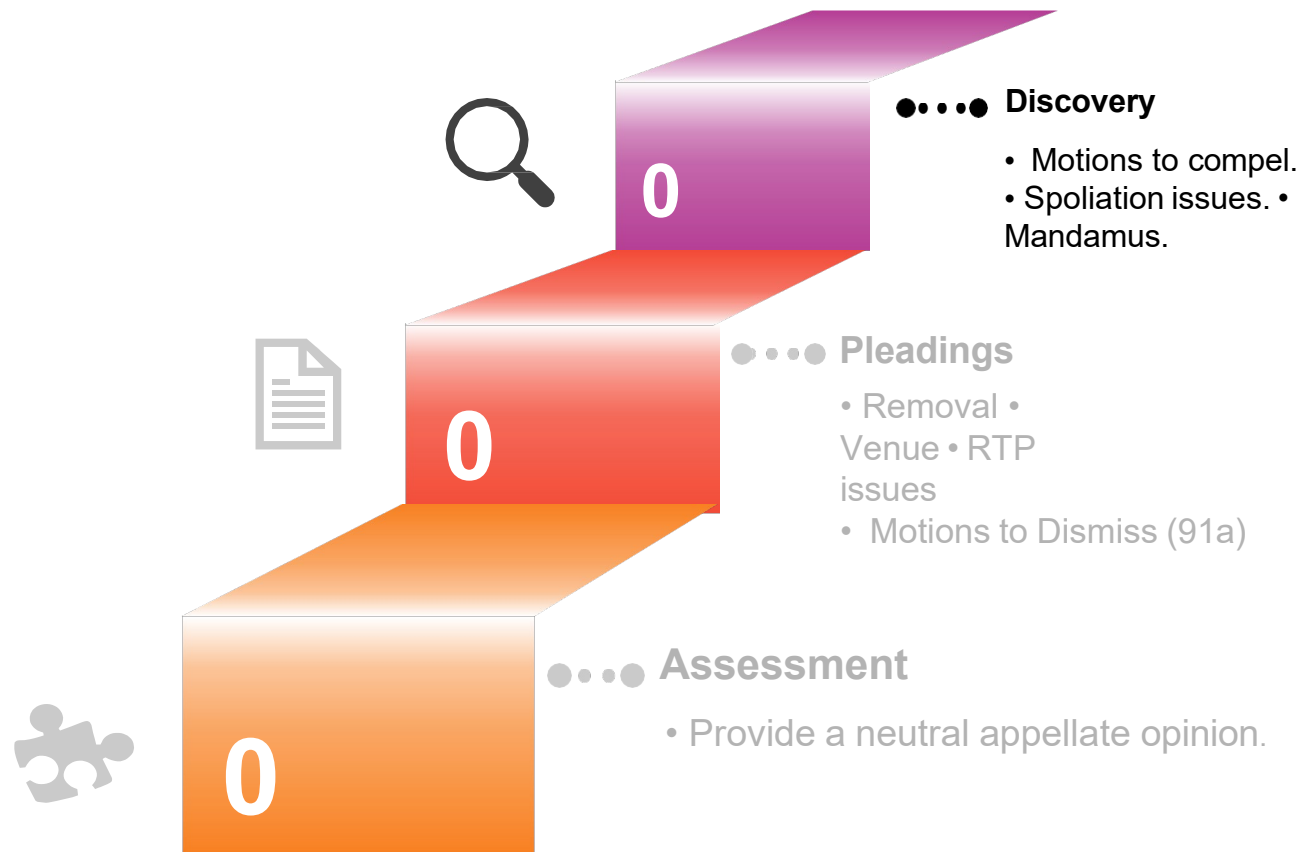 Discovery
• Motions to compel.
• Spoliation issues. •
Mandamus.
0
Pleadings
• Removal •
Venue • RTP
issues
• Motions to Dismiss (91a)
0
Assessment
• Provide a neutral appellate opinion.
0